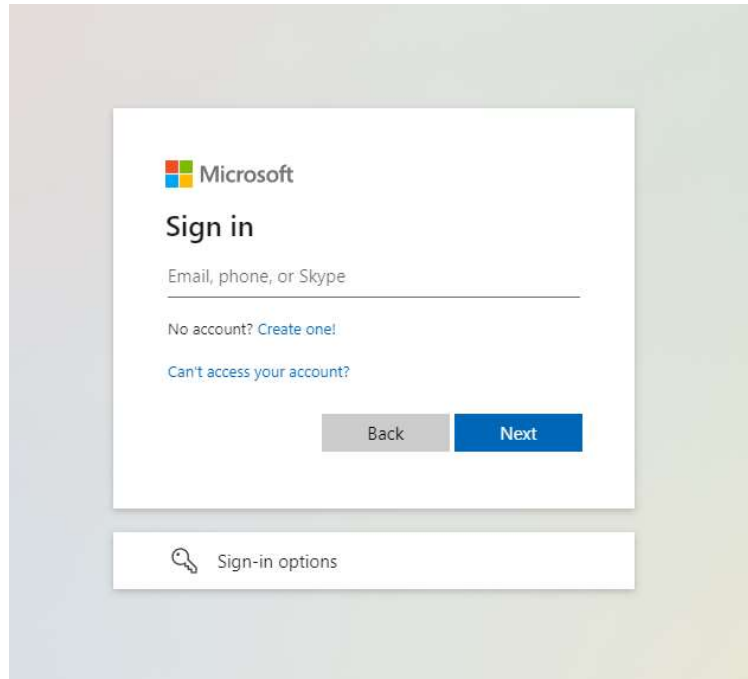 Microsoft
Sign in
Email, phone, or Skype
No account? Create one!
Can't access your account?
Back Next
Sign-in options